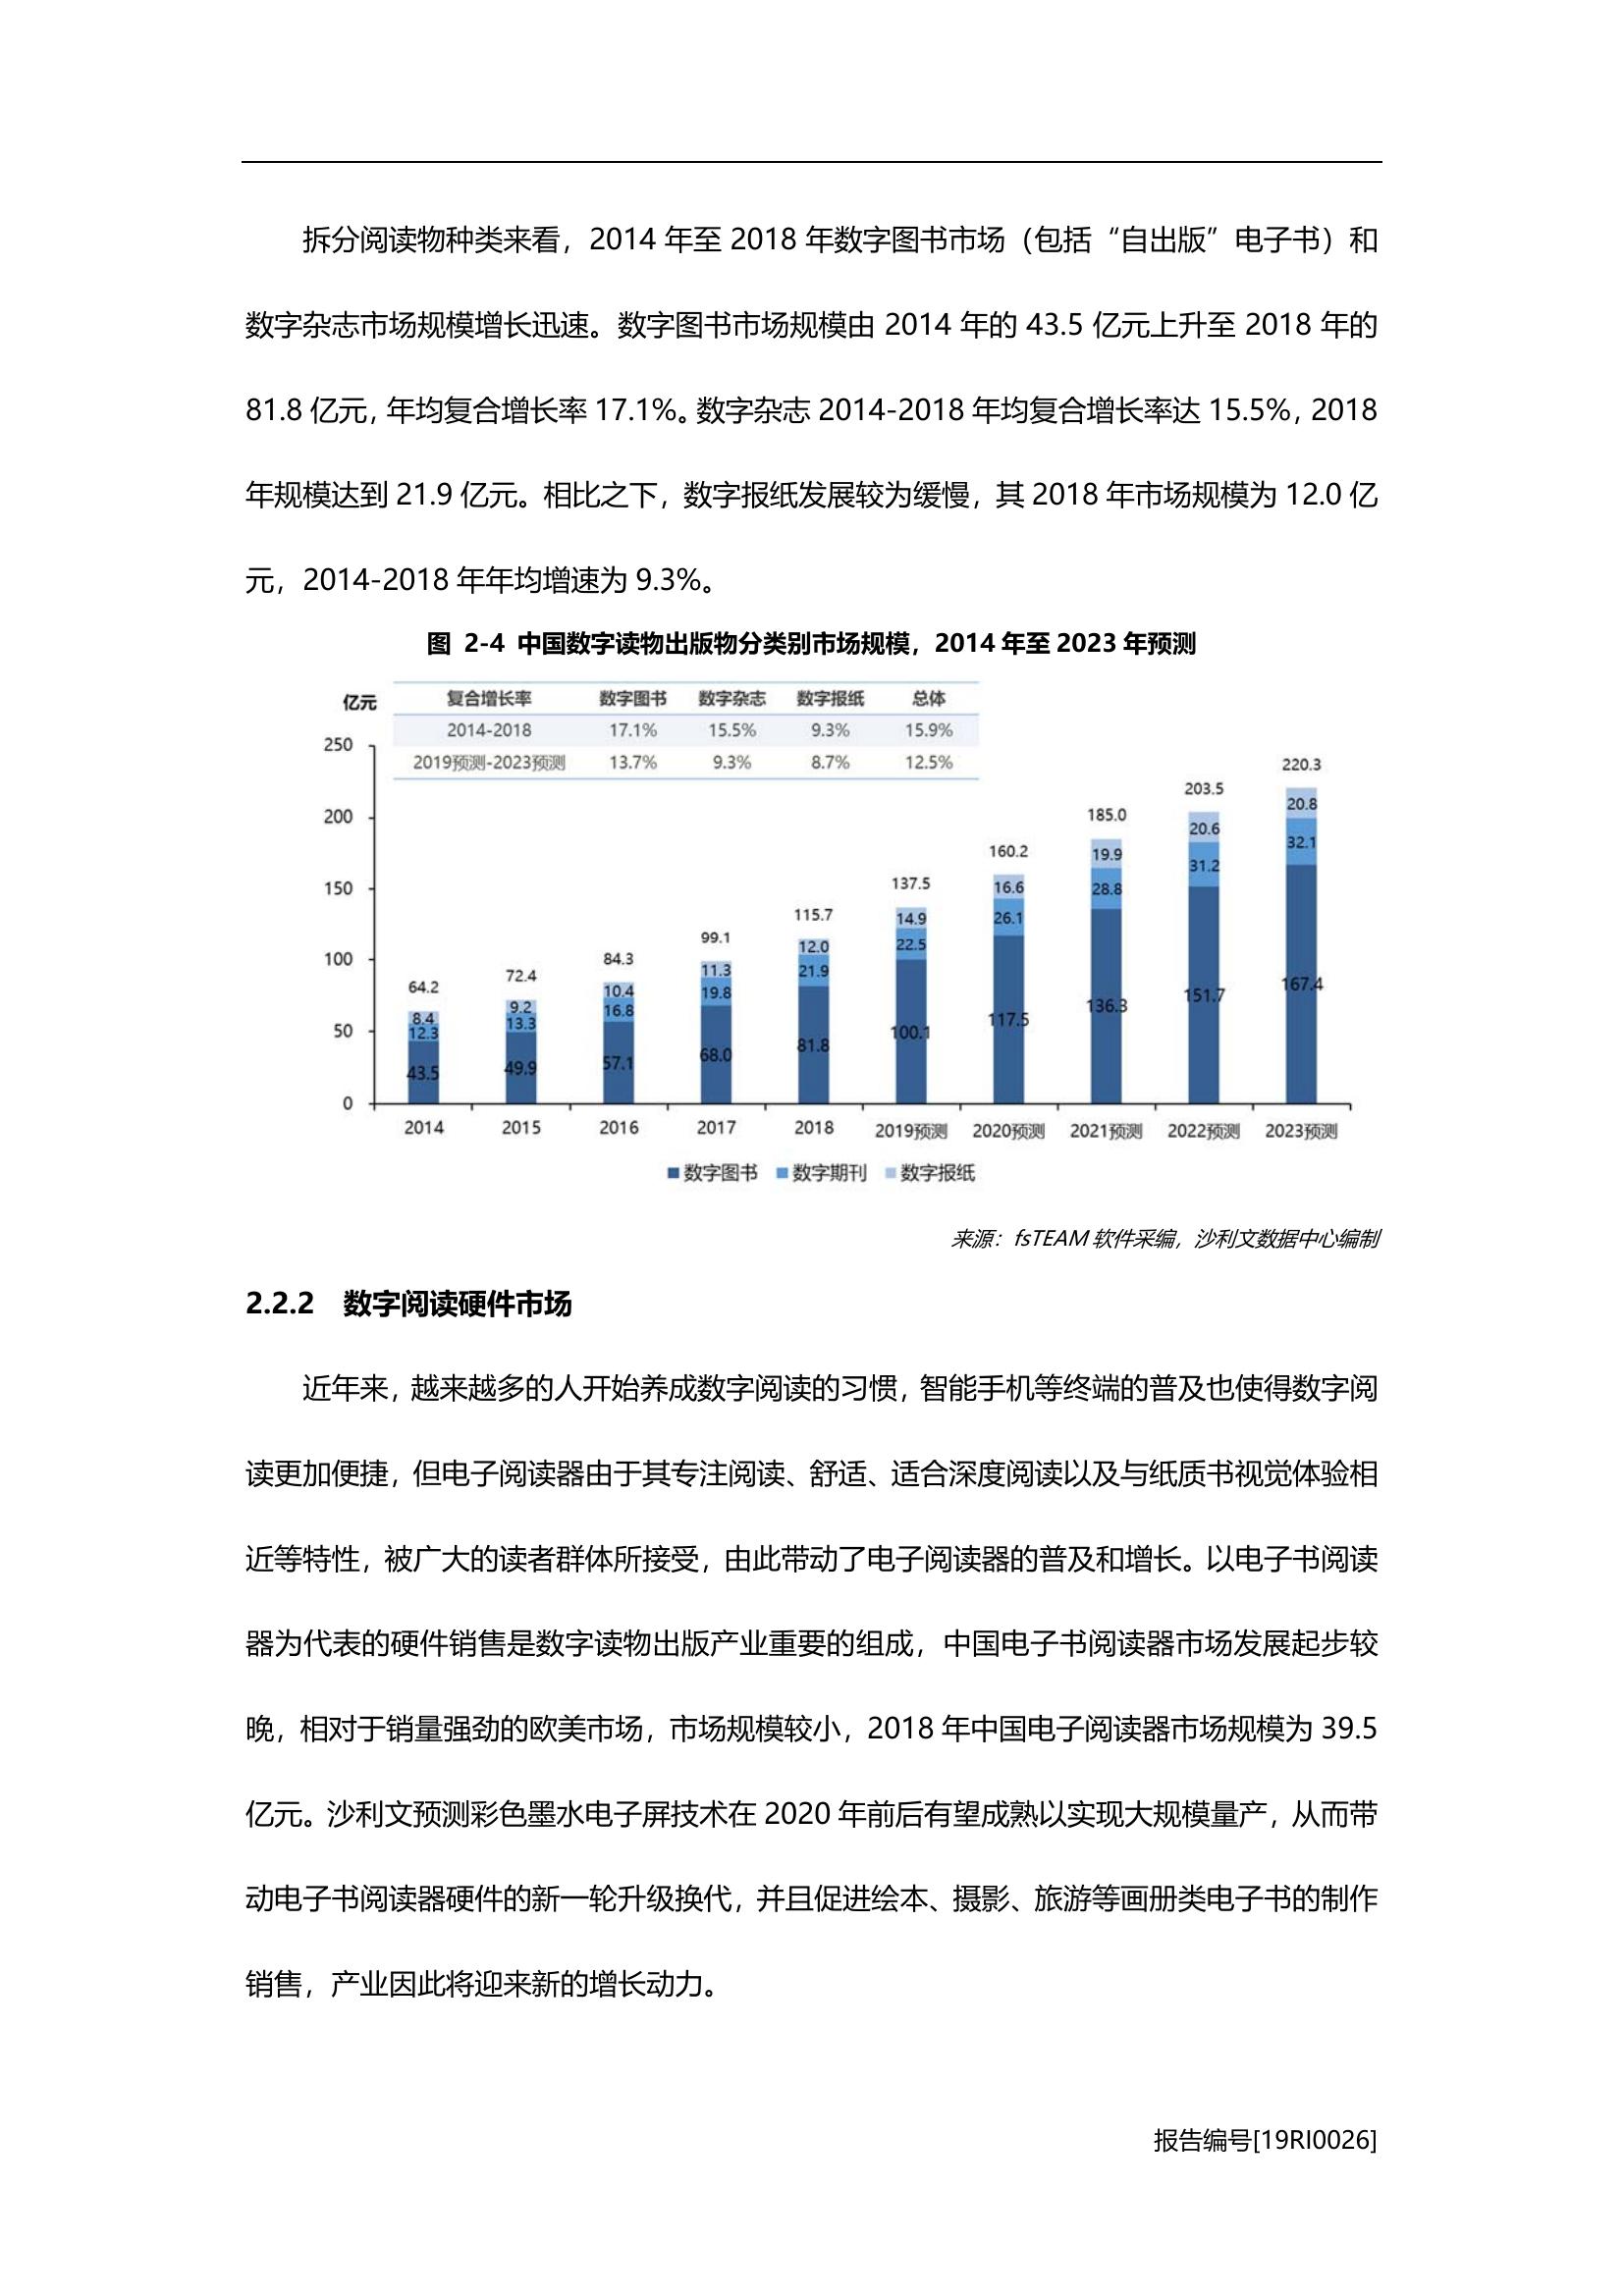 拆分阅读物种类来看，2014 年至 2018 年数字图书市场（包括“自出版”电子书）和
数字杂志市场规模增长迅速。数字图书市场规模由 2014 年的 43.5 亿元上升至 2018 年的
81.8 亿元，年均复合增长率 17.1%。数字杂志 2014-2018 年均复合增长率达 15.5%，2018
年规模达到 21.9 亿元。相比之下，数字报纸发展较为缓慢，其 2018 年市场规模为 12.0 亿
元，2014-2018 年年均增速为 9.3%。
图 2-4 中国数字读物出版物分类别市场规模，2014 年至 2023 年预测
亿元
复合增长率 数字图书 数字杂志 数字报纸 总体
2014-2018 17.1% 15.5% 9.3% 15.9%
2019预测-2023预测 13.7% 9.3% 8.7% 12.5%
250
200
150
100
50
0
64.2 72.4 84.3 99.1 115.7 137.5 160.2 185.0 203.5 220.3
8.4 9.2 10.4 11.3 12.0 14.9 16.6 19.9 20.6 20.8
12.3 13.3 16.8 19.8 21.9 22.5 26.1 28.8 31.2 32.1
43.5 49.9 57.1 68.0 81.8 100.1 117.5 136.3 151.7 167.4
2014 2015 2016 2017 2018 2019预测 2020预测 2021预测 2022预测 2023预测
数字图书 数字期刊 数字报纸
来源：fsTEAM 软件采编，沙利文数据中心编制
2.2.2 数字阅读硬件市场
近年来，越来越多的人开始养成数字阅读的习惯，智能手机等终端的普及也使得数字阅
读更加便捷，但电子阅读器由于其专注阅读、舒适、适合深度阅读以及与纸质书视觉体验相
近等特性，被广大的读者群体所接受，由此带动了电子阅读器的普及和增长。以电子书阅读
器为代表的硬件销售是数字读物出版产业重要的组成，中国电子书阅读器市场发展起步较
晚，相对于销量强劲的欧美市场，市场规模较小，2018 年中国电子阅读器市场规模为 39.5
亿元。沙利文预测彩色墨水电子屏技术在 2020 年前后有望成熟以实现大规模量产，从而带
动电子书阅读器硬件的新一轮升级换代，并且促进绘本、摄影、旅游等画册类电子书的制作
销售，产业因此将迎来新的增长动力。
报告编号[19RI0026]